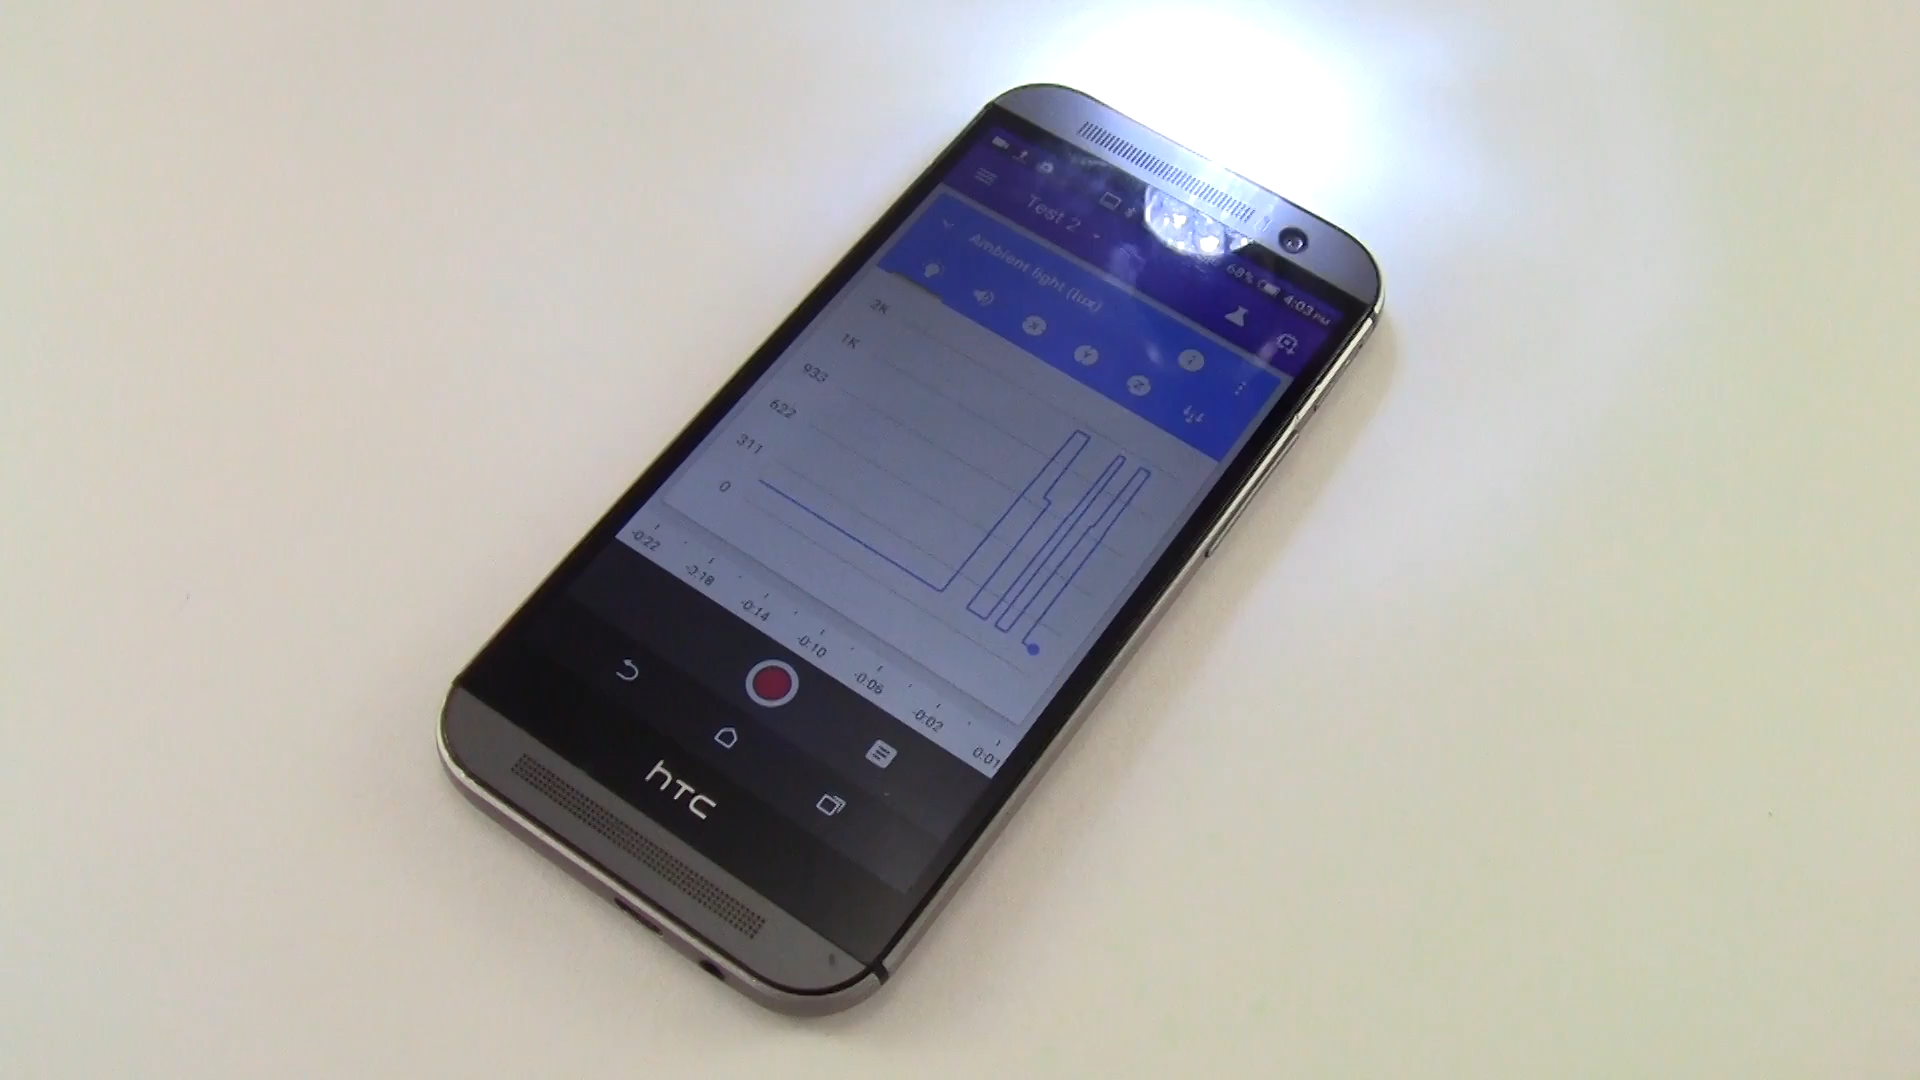 68% 4:03 PM
Test 2
Ambient light (lux)
X
Y
Z
2K
1K
933
622
311
0
-0:22
-0:18
-0:14
-0:10
-0:06
-0:02
0:01
hTC